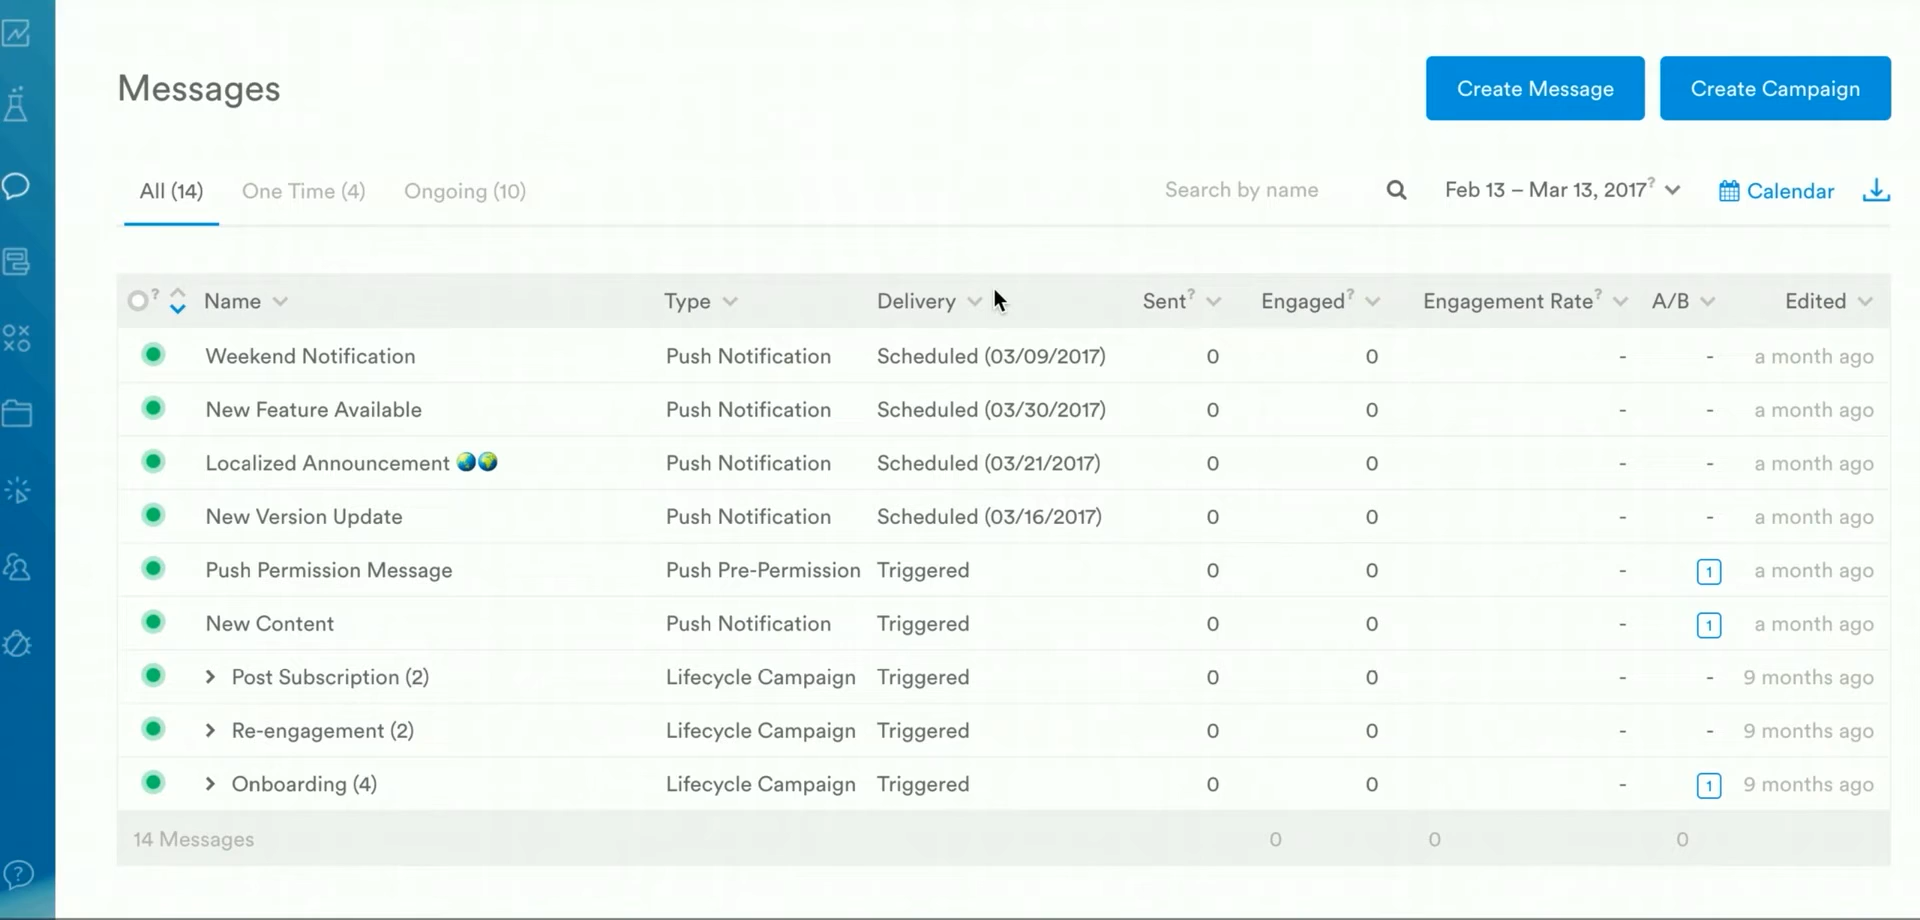 Messages
Create Message Create Campaign
All (14) One Time (4) Ongoing (10) Search by name Feb 13 – Mar 13, 2017? Calendar
? Name Type Delivery Sent? Engaged? Engagement Rate? A/B Edited
Weekend Notification Push Notification Scheduled (03/09/2017) 0 0 - - a month ago
New Feature Available Push Notification Scheduled (03/30/2017) 0 0 - - a month ago
Localized Announcement 🌏🌍 Push Notification Scheduled (03/21/2017) 0 0 - - a month ago
New Version Update Push Notification Scheduled (03/16/2017) 0 0 - - a month ago
Push Permission Message Push Pre-Permission Triggered 0 0 - 1 a month ago
New Content Push Notification Triggered 0 0 - 1 a month ago
Post Subscription (2) Lifecycle Campaign Triggered 0 0 - - 9 months ago
Re-engagement (2) Lifecycle Campaign Triggered 0 0 - - 9 months ago
Onboarding (4) Lifecycle Campaign Triggered 0 0 - 1 9 months ago
14 Messages 0 0 0